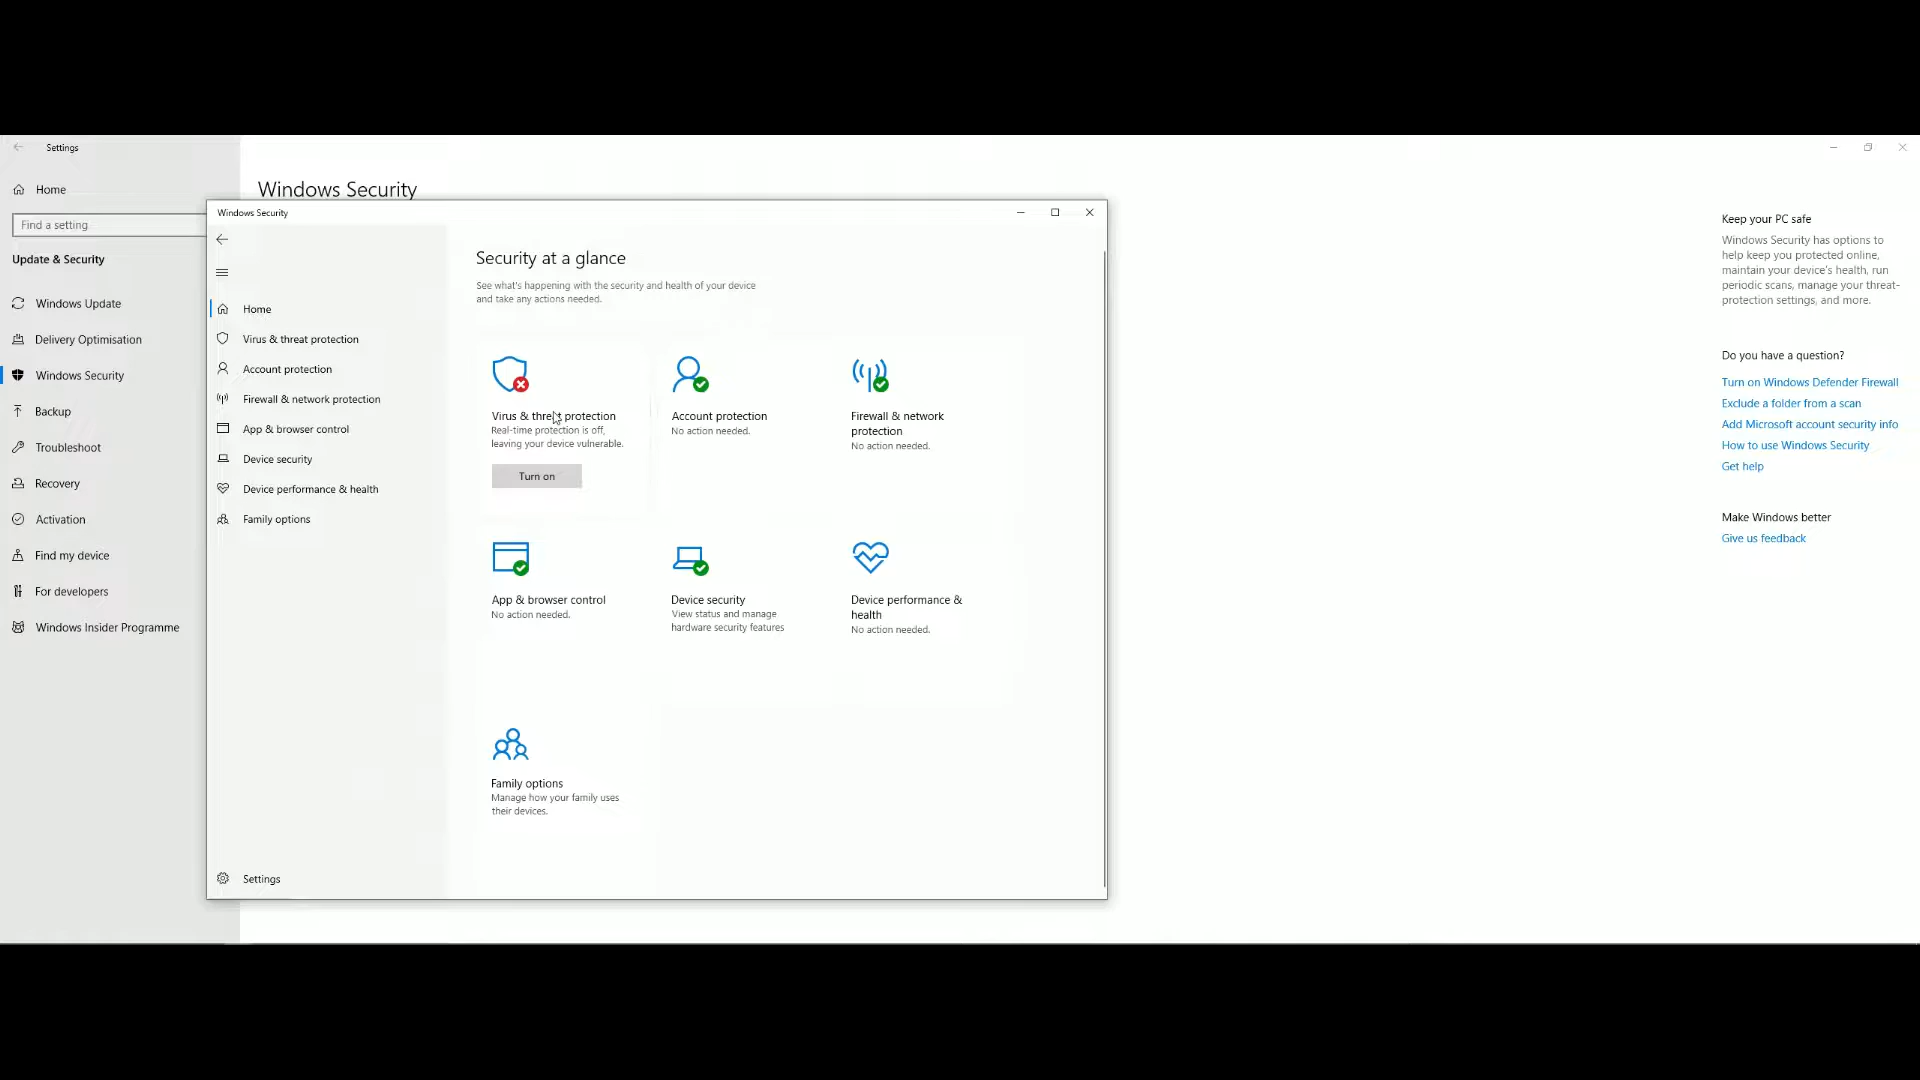 Settings
Home
Find a setting
Update & Security
Windows Update
Delivery Optimisation
Windows Security
Backup
Troubleshoot
Recovery
Activation
Find my device
For developers
Windows Insider Programme
Windows Security
Windows Security
Home
Virus & threat protection
Account protection
Firewall & network protection
App & browser control
Device security
Device performance & health
Family options
Settings
Security at a glance
See what's happening with the security and health of your device
and take any actions needed.
Virus & threat protection
Real-time protection is off,
leaving your device vulnerable.
Turn on
Account protection
No action needed.
Firewall & network
protection
No action needed.
App & browser control
No action needed.
Device security
View status and manage
hardware security features
Device performance &
health
No action needed.
Family options
Manage how your family uses
their devices.
Keep your PC safe
Windows Security has options to
help keep you protected online,
maintain your device's health, run
periodic scans, manage your threat-
protection settings, and more.
Do you have a question?
Turn on Windows Defender Firewall
Exclude a folder from a scan
Add Microsoft account security info
How to use Windows Security
Get help
Make Windows better
Give us feedback